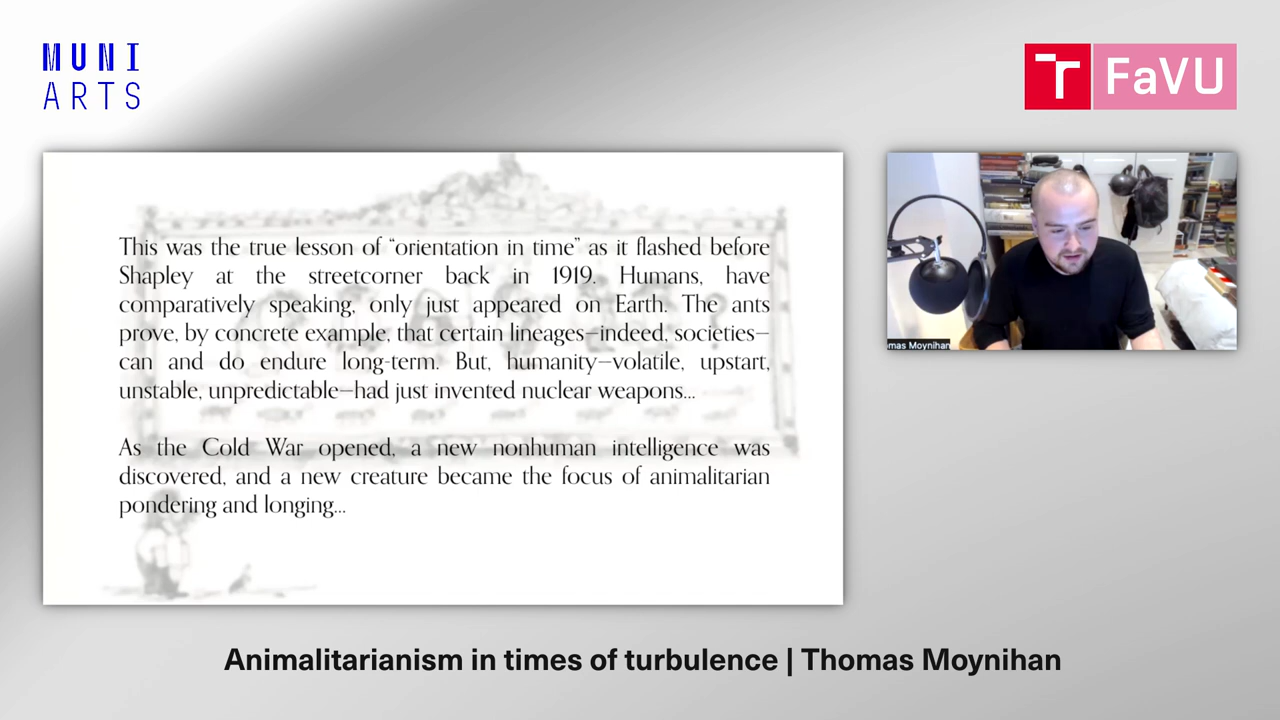 MUNI
ARTS
FaVU
This was the true lesson of “orientation in time” as it flashed before
Shapley at the streetcorner back in 1919. Humans, have
comparatively speaking, only just appeared on Earth. The ants
prove, by concrete example, that certain lineages—indeed, societies—
can and do endure long-term. But, humanity—volatile, upstart,
unstable, unpredictable—had just invented nuclear weapons...
As the Cold War opened, a new nonhuman intelligence was
discovered, and a new creature became the focus of animalitarian
pondering and longing...
mas Moynihan
Animalitarianism in times of turbulence | Thomas Moynihan